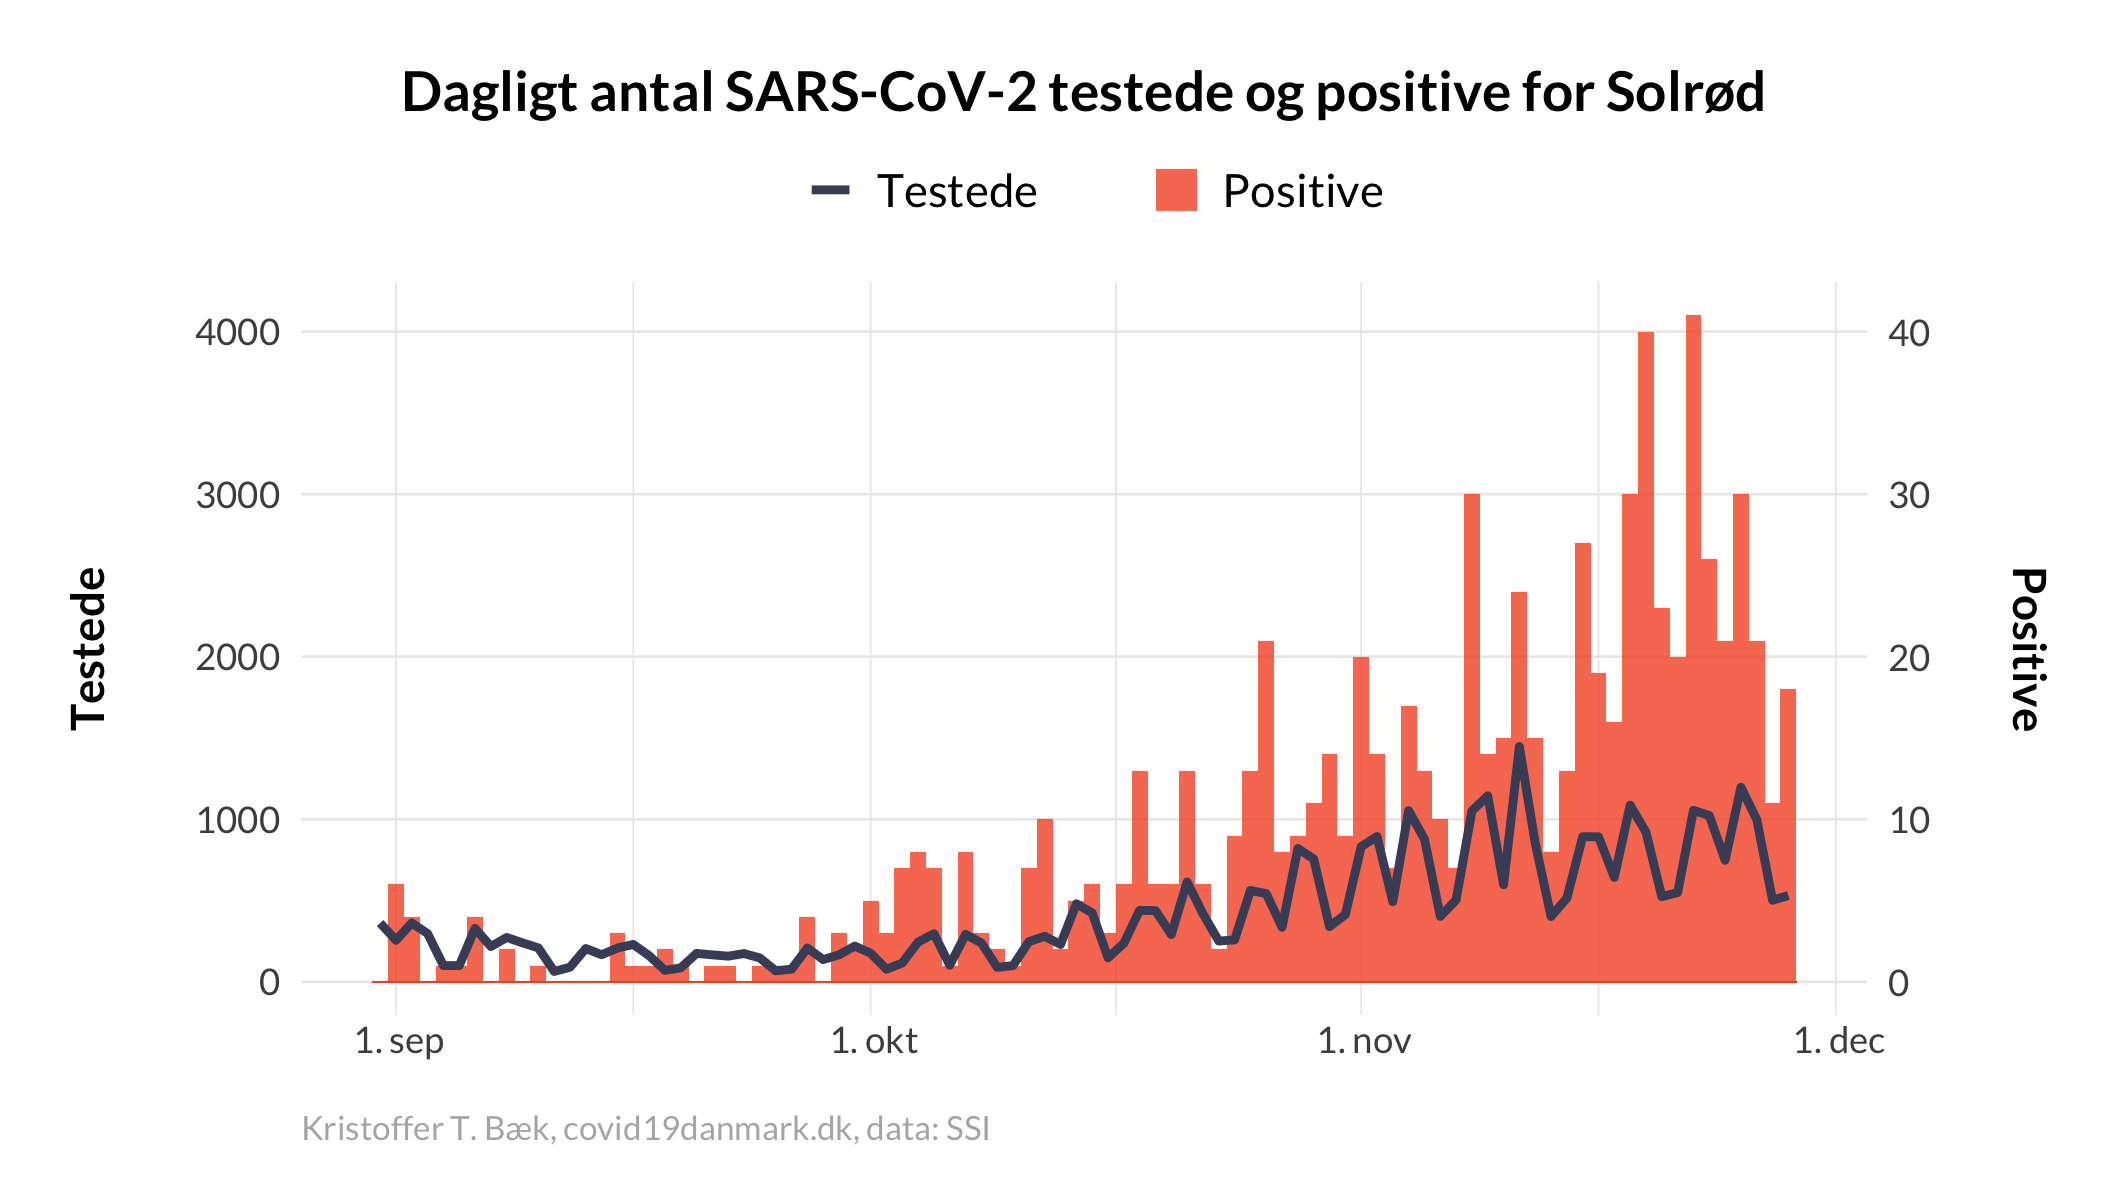 Dagligt antal SARS-CoV-2 testede og positive for Solrød
Testede
Positive
4000
3000
2000
1000
0
40
30
20
10
0
Testede
Positive
1. sep
1. okt
1. nov
1. dec
Kristoffer T. Bæk, covid19danmark.dk, data: SSI